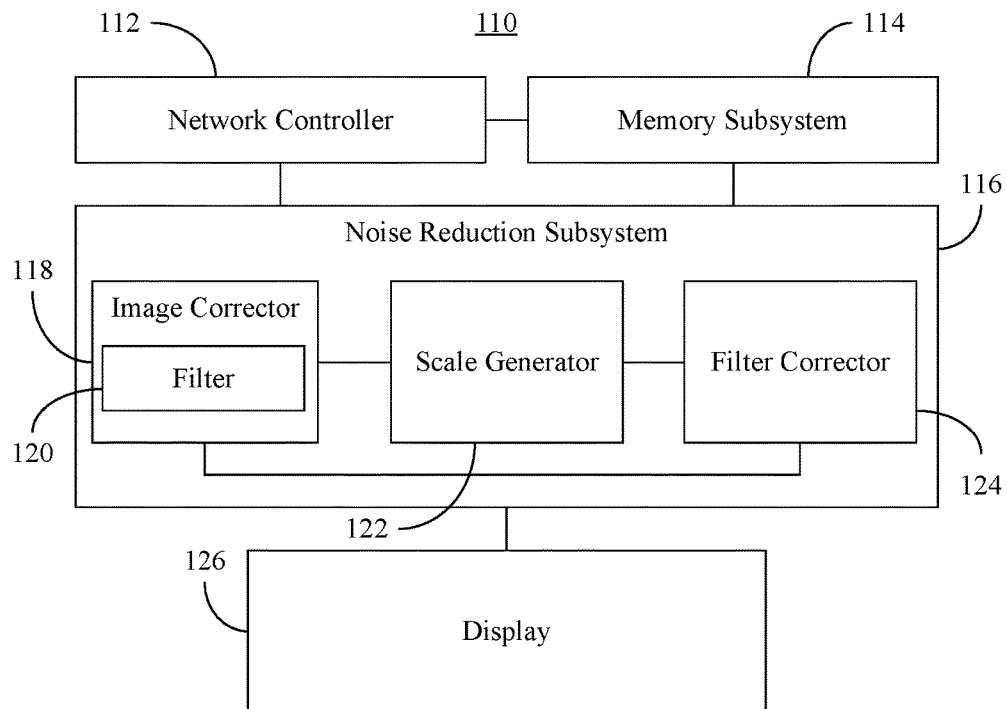 112
110
114
Network Controller
Memory Subsystem
116
Noise Reduction Subsystem
118
Image Corrector
Filter
Scale Generator
Filter Corrector
120
122
124
126
Display